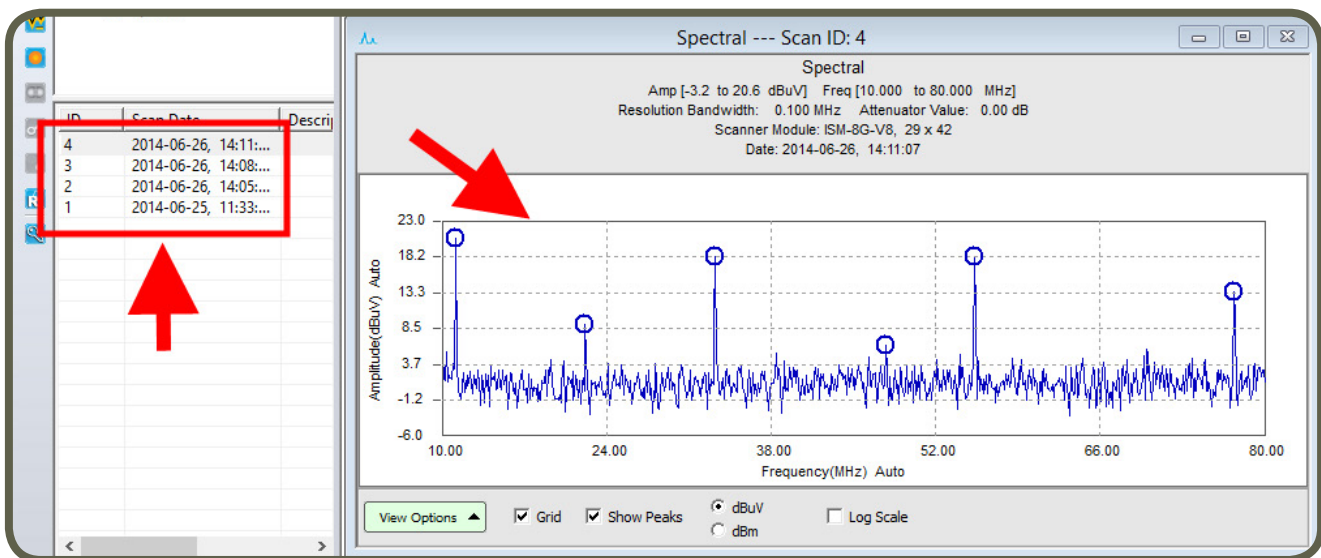 ID Scan Date Descri
4 2014-06-26, 14:11:...
3 2014-06-26, 14:08:...
2 2014-06-26, 14:05:...
1 2014-06-25, 11:33:...
Spectral --- Scan ID: 4
Spectral
Amp [-3.2 to 20.6 dBuV] Freq [10.000 to 80.000 MHz]
Resolution Bandwidth: 0.100 MHz Attenuator Value: 0.00 dB
Scanner Module: ISM-8G-V8, 29 x 42
Date: 2014-06-26, 14:11:07
Amplitude(dBuV) Auto
23.0
18.2
13.3
8.5
3.7
-1.2
-6.0
10.00 24.00 38.00 52.00 66.00 80.00
Frequency(MHz) Auto
View Options Grid Show Peaks dBuV Log Scale
dBm